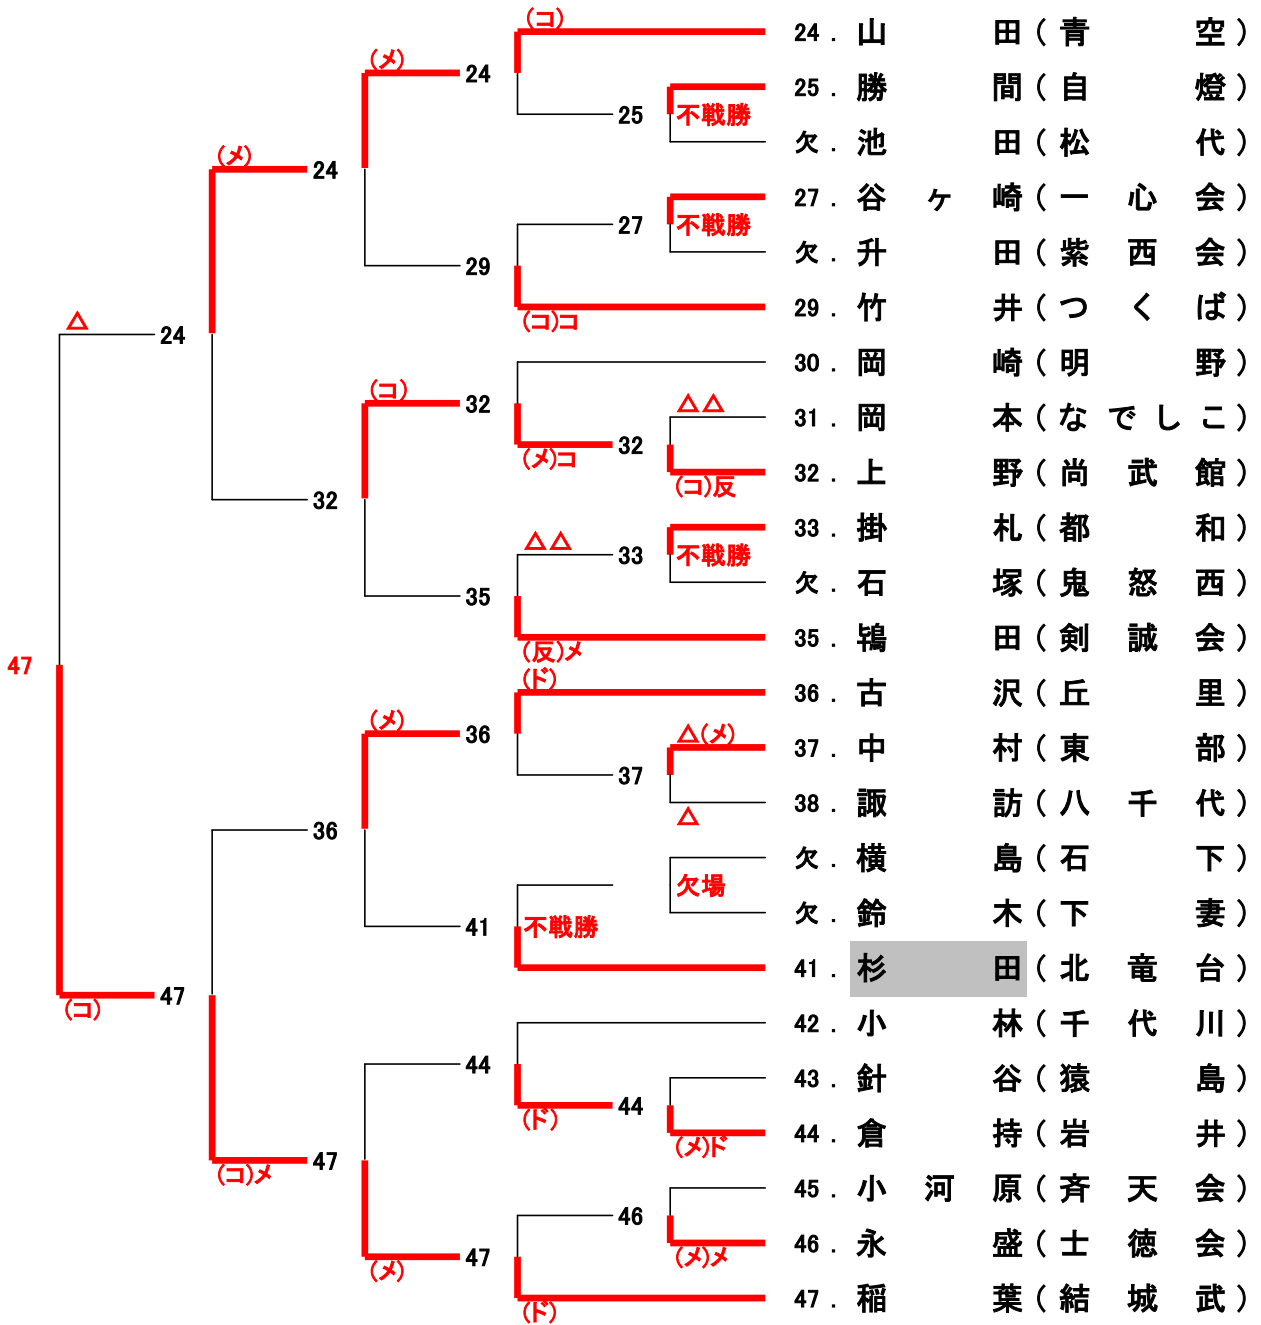 (コ)
24．山田(青空)
(メ)
24
25．勝間(自燈)
25
不戦勝
欠．池田(松代)
(メ)
24
27．谷ヶ崎(一心会)
27
不戦勝
欠．升田(紫西会)
29
29．竹井(つくば)
(コ)コ
△
24
30．岡崎(明野)
(コ)
32
△△
31．岡本(なでしこ)
32
(メ)コ
32．上野(尚武館)
(コ)反
32
33．掛札(都和)
△△
33
不戦勝
欠．石塚(鬼怒西)
35
35．鴇田(剣誠会)
(反)メ
47
(ド)
36．古沢(丘里)
(メ)
36
△(メ)
37．中村(東部)
37
38．諏訪(八千代)
△
36
欠．横島(石下)
欠場
欠．鈴木(下妻)
41
不戦勝
41．杉田(北竜台)
47
(コ)
42．小林(千代川)
44
43．針谷(猿島)
44
(ド)
44．倉持(岩井)
(メ)ド
47
(コ)メ
45．小河原(斉天会)
46
46．永盛(士徳会)
(メ)メ
47
(メ)
47．稲葉(結城武)
(ド)